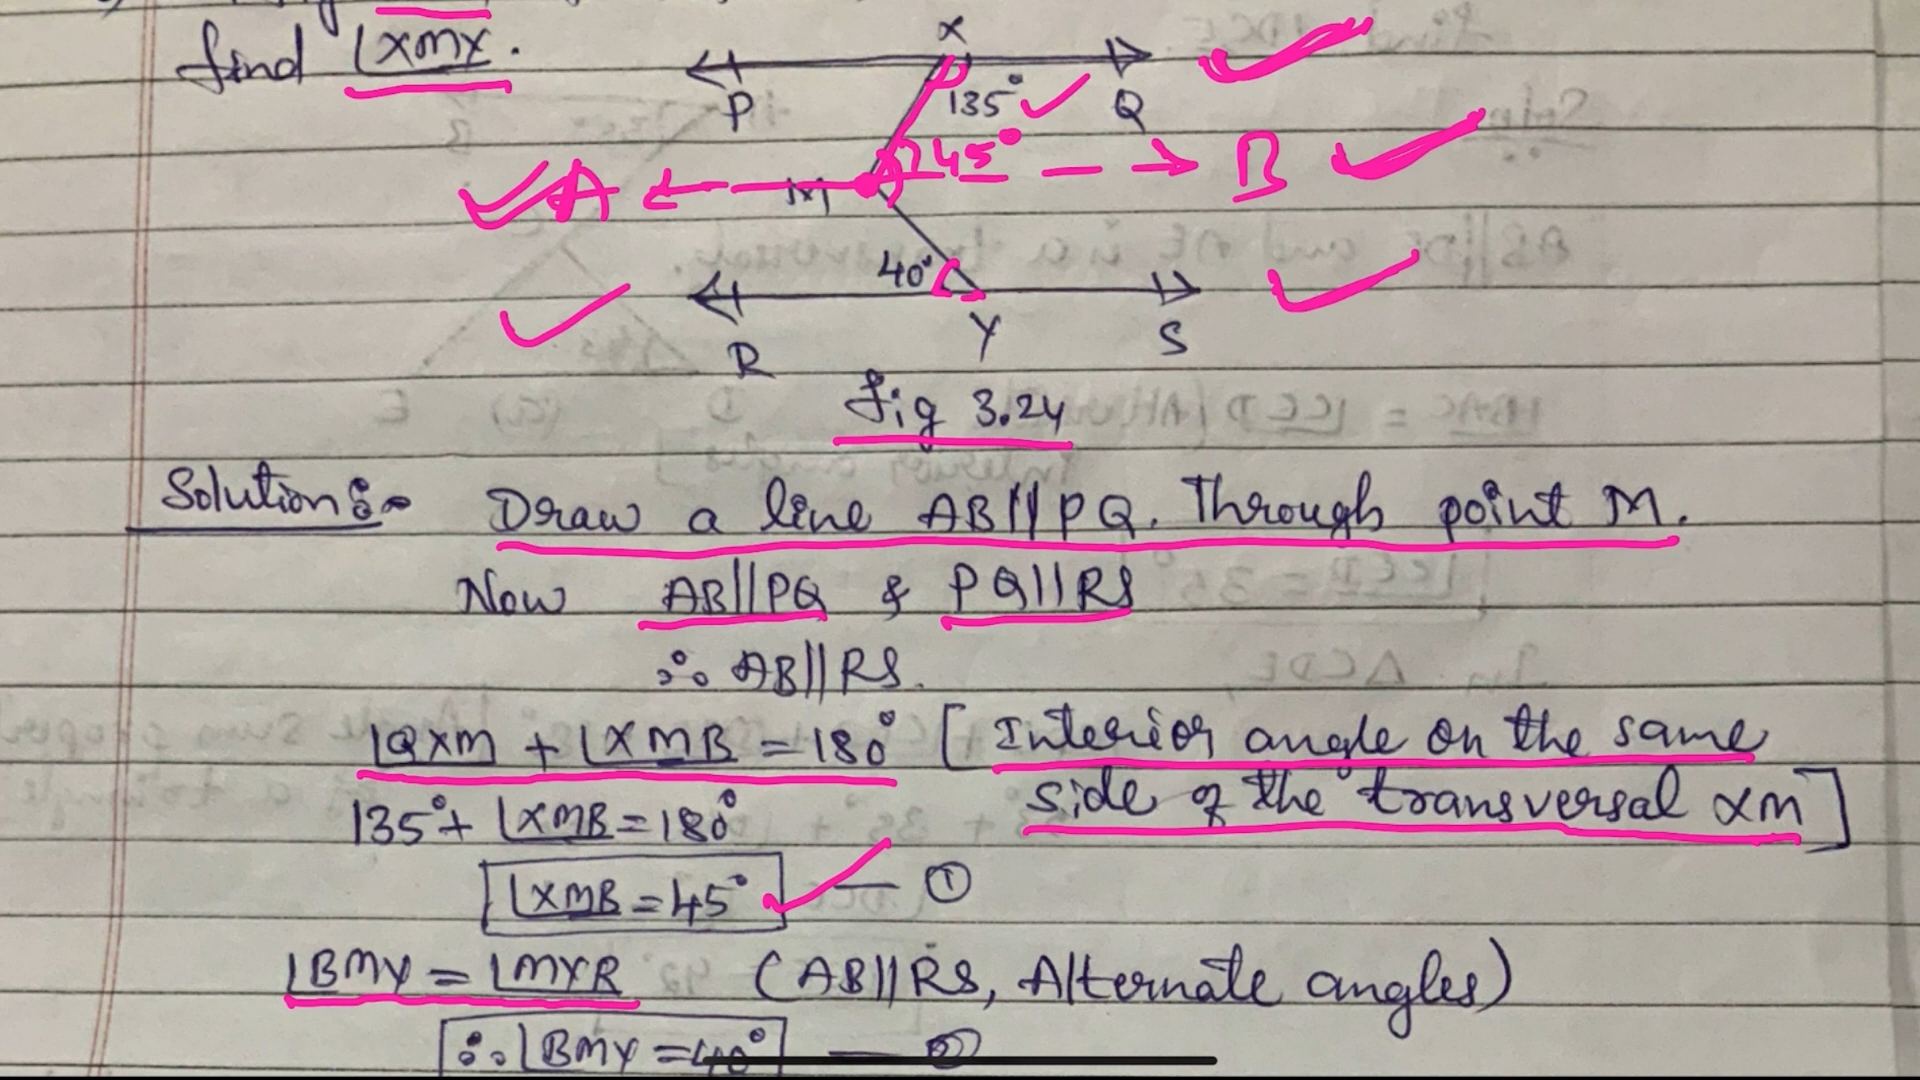 find ∠XMY.
X
P
135°
Q
A
45°
B
M
40°
R
Y
S
fig 3.24
Solution:- Draw a line AB||PQ. Through point M.
Now AB||PQ & PQ||RS
∴ AB||RS.
∠QXM + ∠XMB = 180° [Interior angle on the same
side of the transversal XM]
135° + ∠XMB = 180°
∠XMB = 45° — ①
∠BMY = ∠MYR (AB||RS, Alternate angles)
∴ ∠BMY = 40° — ②